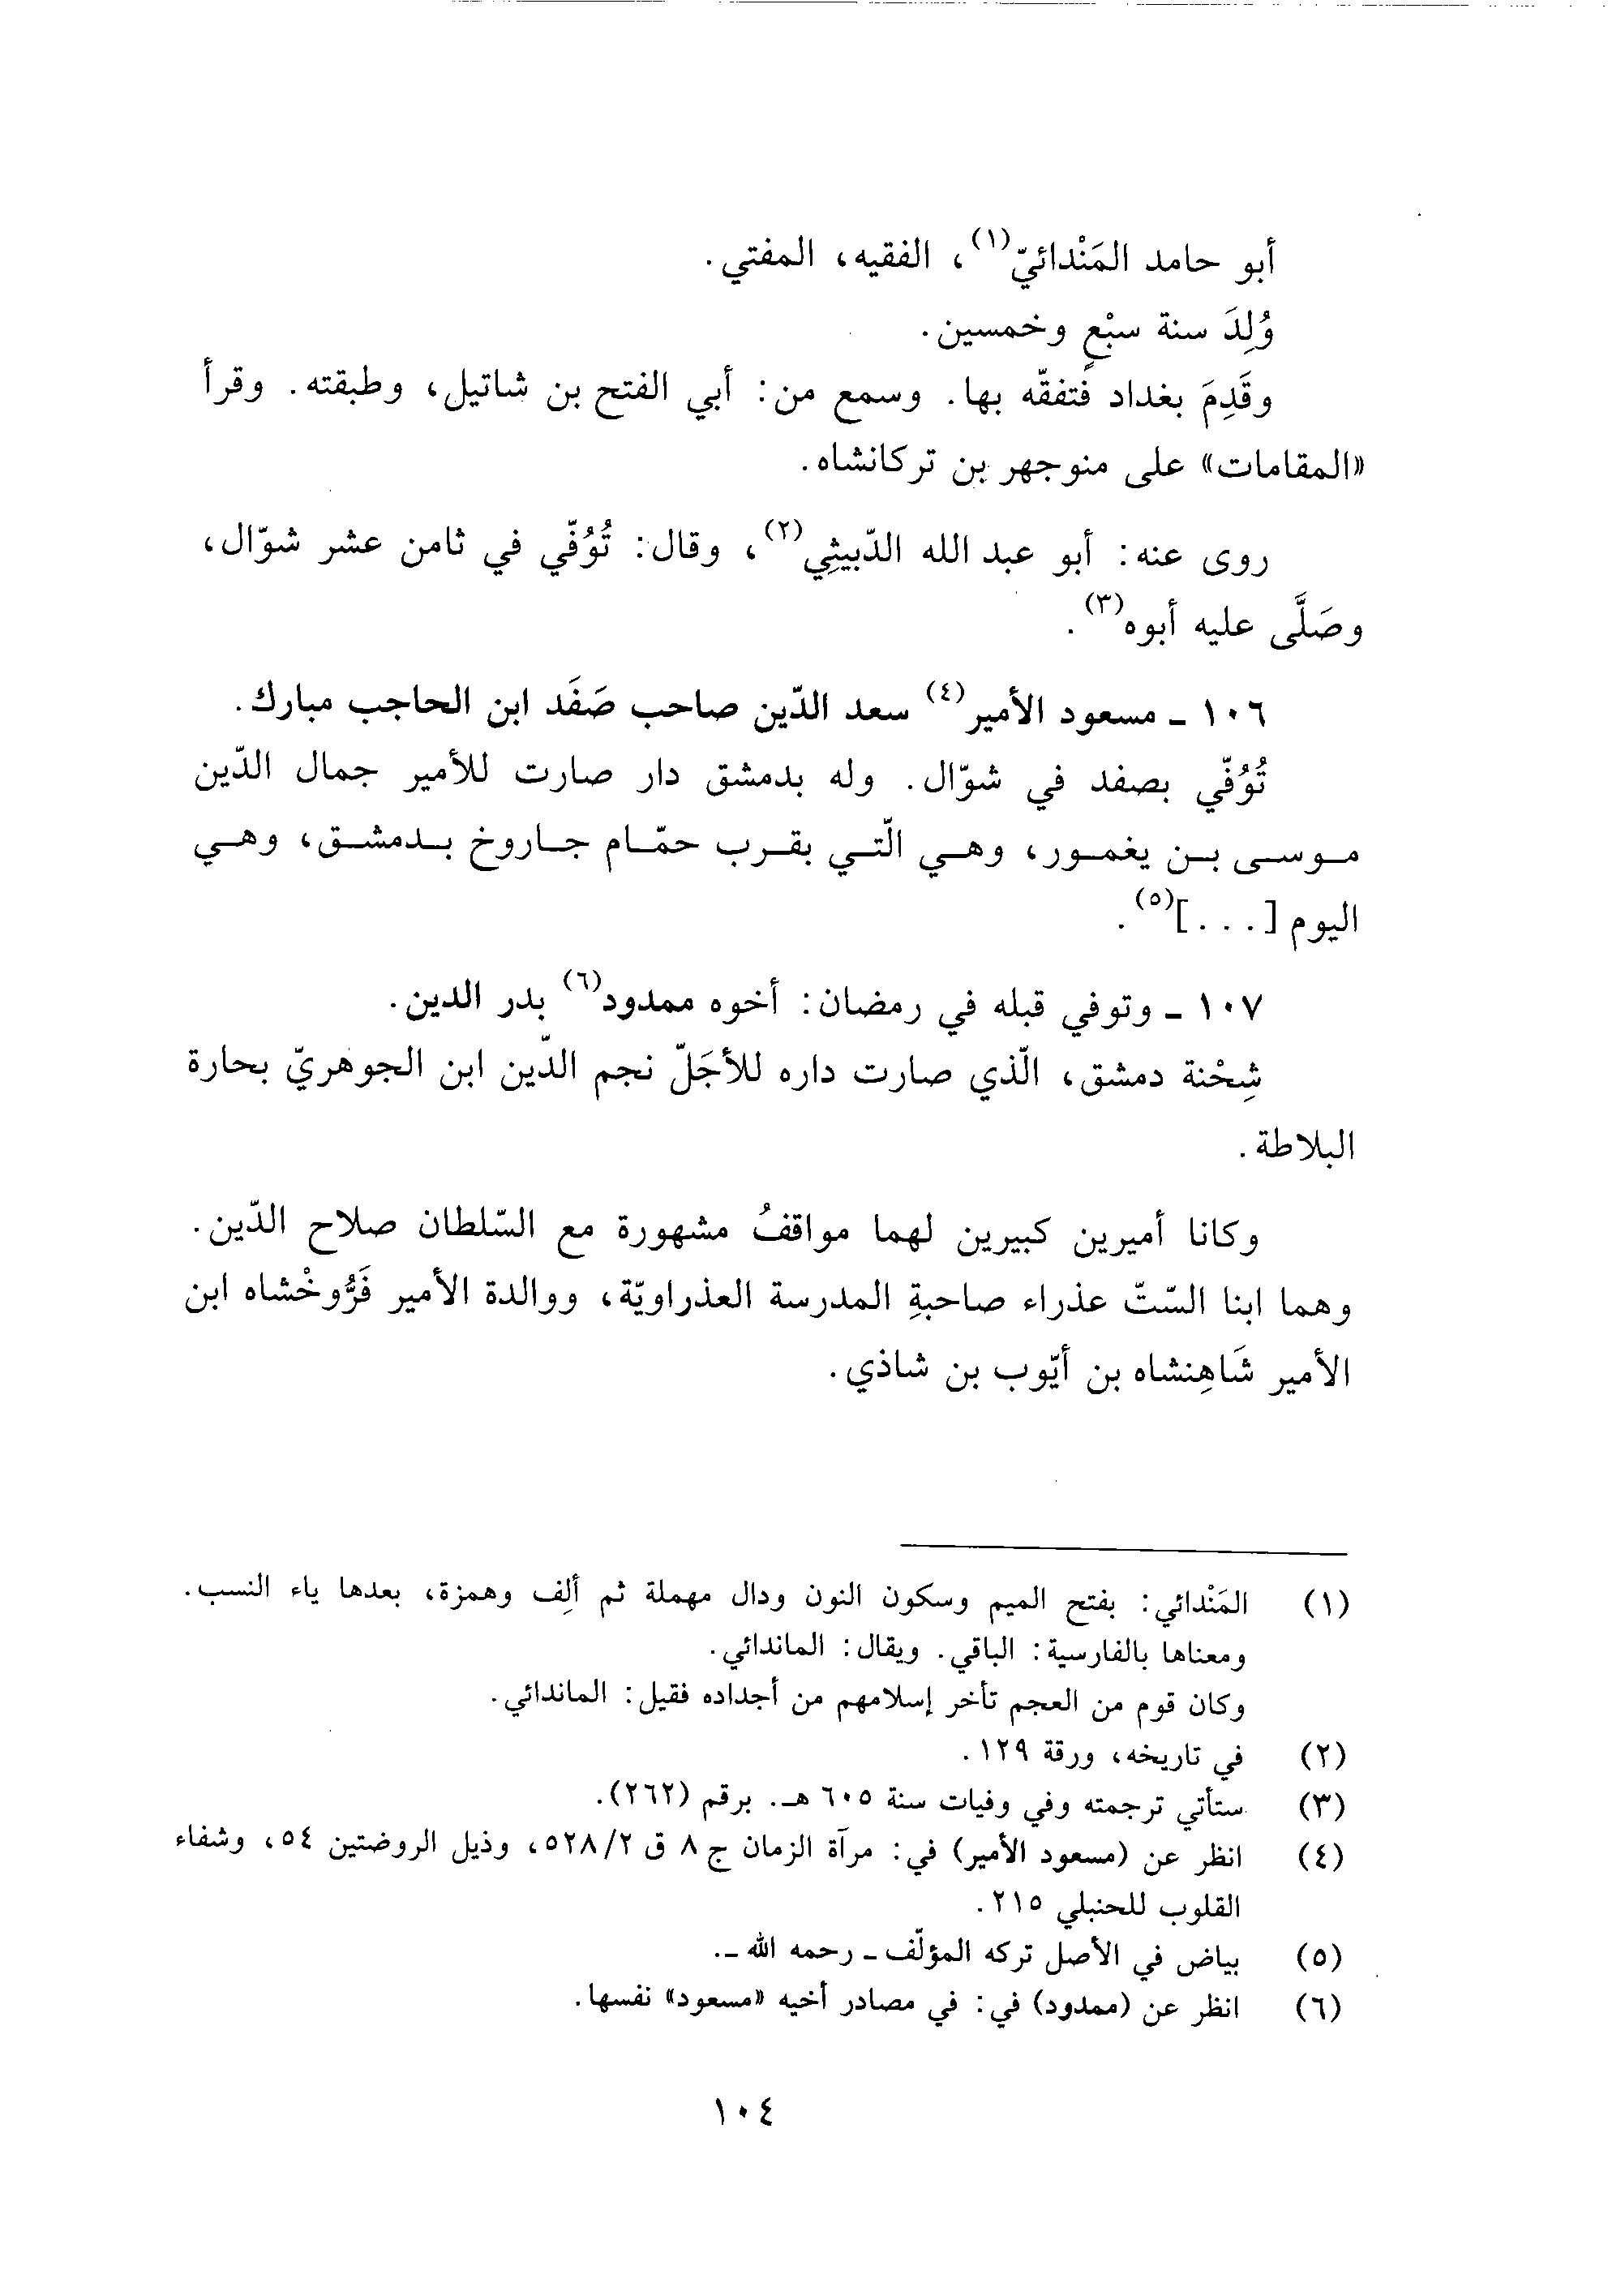 أبو حامد المَنْدائيّ(١)، الفقيه، المفتي.
وُلِدَ سنة سبْعٍ وخمسين.
وقَدِمَ بغداد فتفقّه بها. وسمع من: أبي الفتح بن شاتيل، وطبقته. وقرأ
«المقامات» على منوجهر بن تركانشاه.
روى عنه: أبو عبد الله الدّبيثِي(٢)، وقال: تُوُفّي في ثامن عشر شوّال،
وصَلَّى عليه أبوه(٣).
١٠٦ ـ مسعود الأمير(٤) سعد الدّين صاحب صَفَد ابن الحاجب مبارك.
تُوُفّي بصفد في شوّال. وله بدمشق دار صارت للأمير جمال الدّين
موسى بن يغمور، وهي الّتي بقرب حمّام جاروخ بدمشق، وهي
اليوم [. . .](٥).
١٠٧ ـ وتوفي قبله في رمضان: أخوه ممدود(٦) بدر الدين.
شِحْنة دمشق، الّذي صارت داره للأجَلّ نجم الدّين ابن الجوهريّ بحارة
البلاطة.
وكانا أميرين كبيرين لهما مواقفُ مشهورة مع السّلطان صلاح الدّين.
وهما ابنا السّتّ عذراء صاحبةِ المدرسة العذراويّة، ووالدة الأمير فَرُّوخْشاه ابن
الأمير شَاهِنشاه بن أيّوب بن شاذي.
(١) المَنْدائي: بفتح الميم وسكون النون ودال مهملة ثم ألِف وهمزة، بعدها ياء النسب.
ومعناها بالفارسية: الباقي. ويقال: الماندائي.
وكان قوم من العجم تأخر إسلامهم من أجداده فقيل: الماندائي.
(٢) في تاريخه، ورقة ١٢٩.
(٣) ستأتي ترجمته وفي وفيات سنة ٦٠٥ هـ. برقم (٢٦٢).
(٤) انظر عن (مسعود الأمير) في: مرآة الزمان ج ٨ ق ٥٢٨/٢، وذيل الروضتين ٥٤، وشفاء
القلوب للحنبلي ٢١٥.
(٥) بياض في الأصل تركه المؤلّف ـ رحمه الله ـ.
(٦) انظر عن (ممدود) في: في مصادر أخيه «مسعود» نفسها.
١٠٤